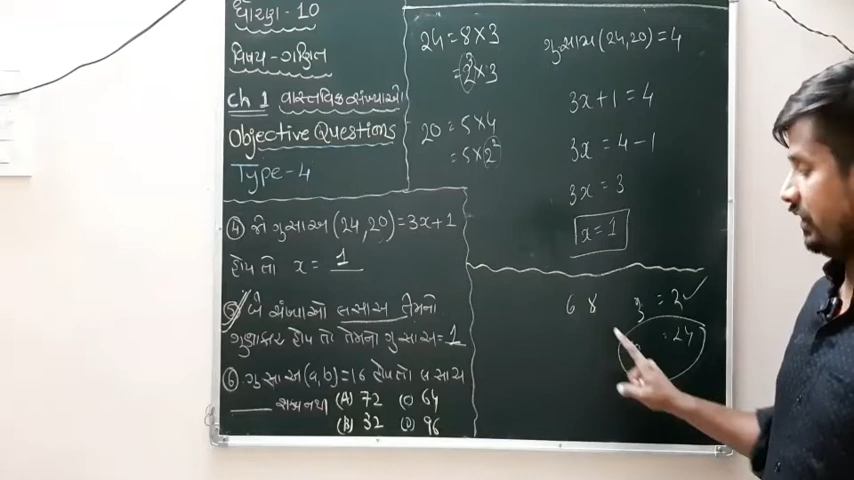 ધોરણ-10
વિષય-ગણિત
Ch 1 વાસ્તવિક સંખ્યાઓ
Objective Questions
Type-4
24 = 8×3
= 2³×3
20 = 5×4
= 5×2²
ગુસાઅ(24,20)=4
3x+1 = 4
3x = 4-1
3x = 3
x = 1
④ જો ગુસાઅ (24,20)=3x+1
હોય તો x = 1
⑤ બે સંખ્યાઓ લસાઅ તેમનો
ગુણાકાર હોય તો તેમનો ગુસાઅ = 1
⑥ ગુસાઅ(a,b)=16 હોય તો લસાઅ
શક્ય નથી (A) 72 (C) 64
(B) 32 (D) 96
6 8
= 2 ✓
= 24